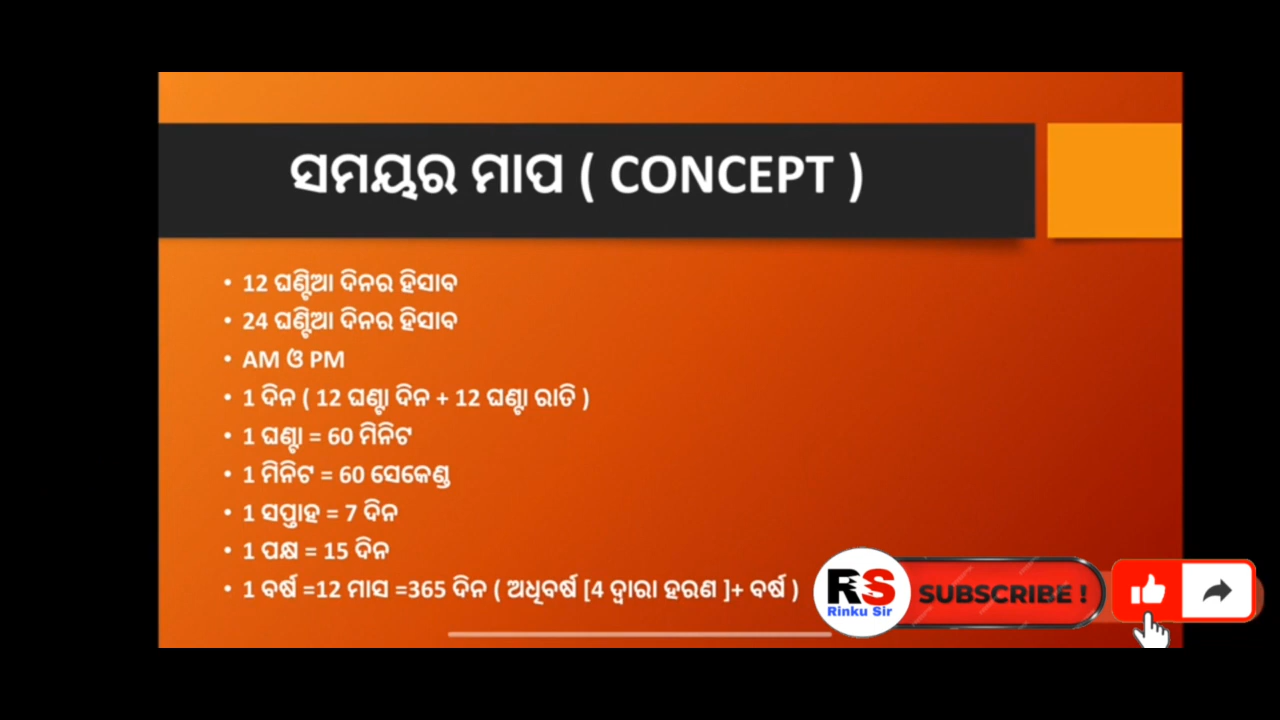 ସମୟର ମାପ ( CONCEPT )
• 12 ଘଣ୍ଟିଆ ଦିନର ହିସାବ
• 24 ଘଣ୍ଟିଆ ଦିନର ହିସାବ
• AM ଓ PM
• 1 ଦିନ ( 12 ଘଣ୍ଟା ଦିନ + 12 ଘଣ୍ଟା ରାତି )
• 1 ଘଣ୍ଟା = 60 ମିନିଟ
• 1 ମିନିଟ = 60 ସେକେଣ୍ଡ
• 1 ସପ୍ତାହ = 7 ଦିନ
• 1 ପକ୍ଷ = 15 ଦିନ
• 1 ବର୍ଷ =12 ମାସ =365 ଦିନ ( ଅଧିବର୍ଷ [4 ଦ୍ୱାରା ହରଣ ]+ ବର୍ଷ )
RS
Rinku Sir
SUBSCRIBE !